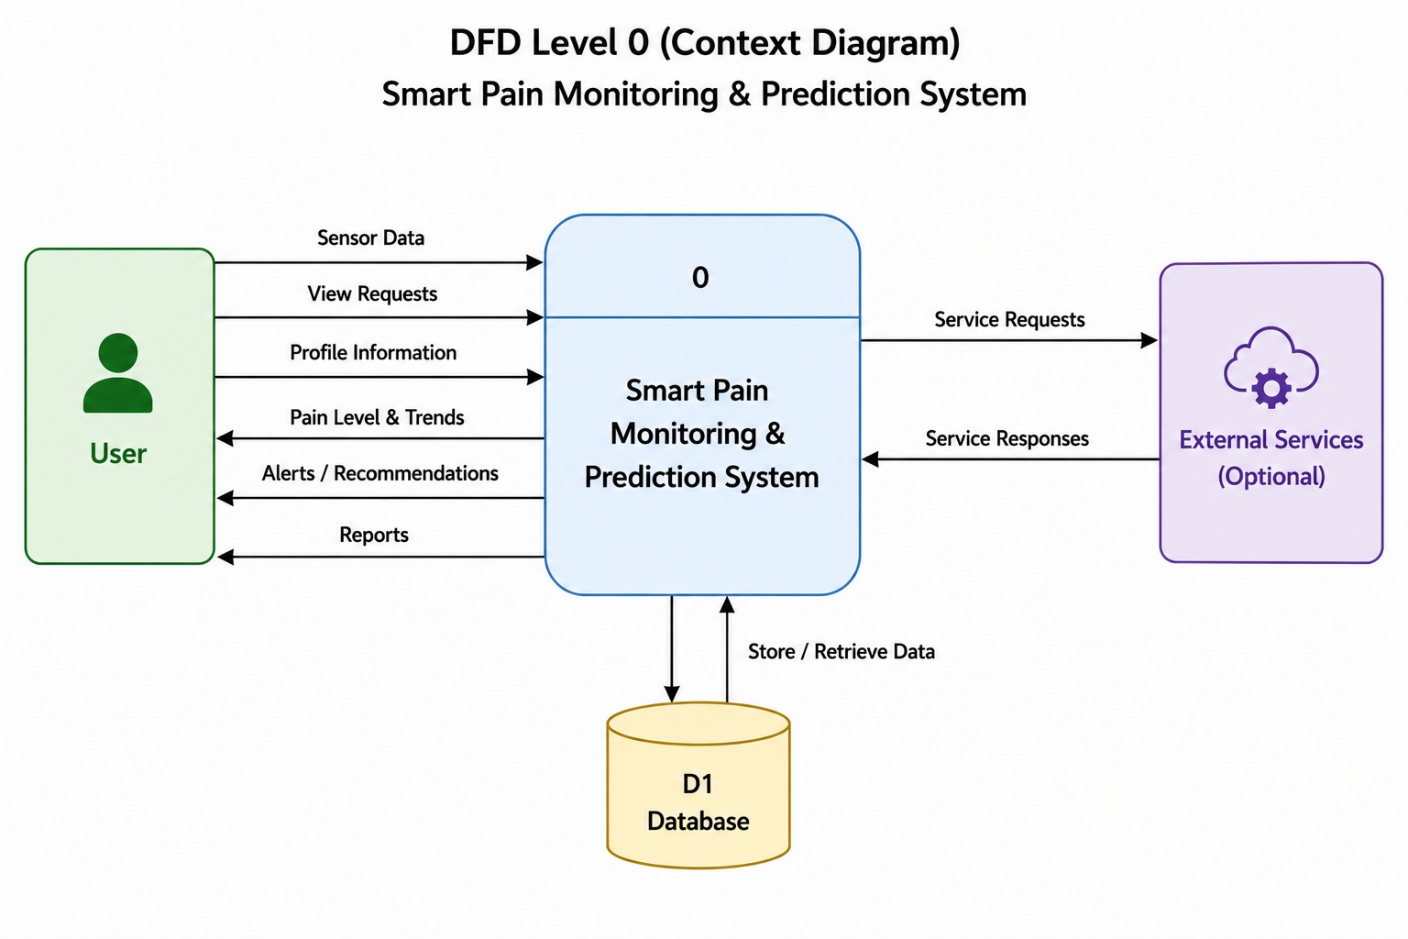 DFD Level 0 (Context Diagram)
Smart Pain Monitoring & Prediction System
Sensor Data
View Requests
Profile Information
Pain Level & Trends
Alerts / Recommendations
Reports
User
0
Smart Pain
Monitoring &
Prediction System
Service Requests
Service Responses
External Services
(Optional)
Store / Retrieve Data
D1
Database